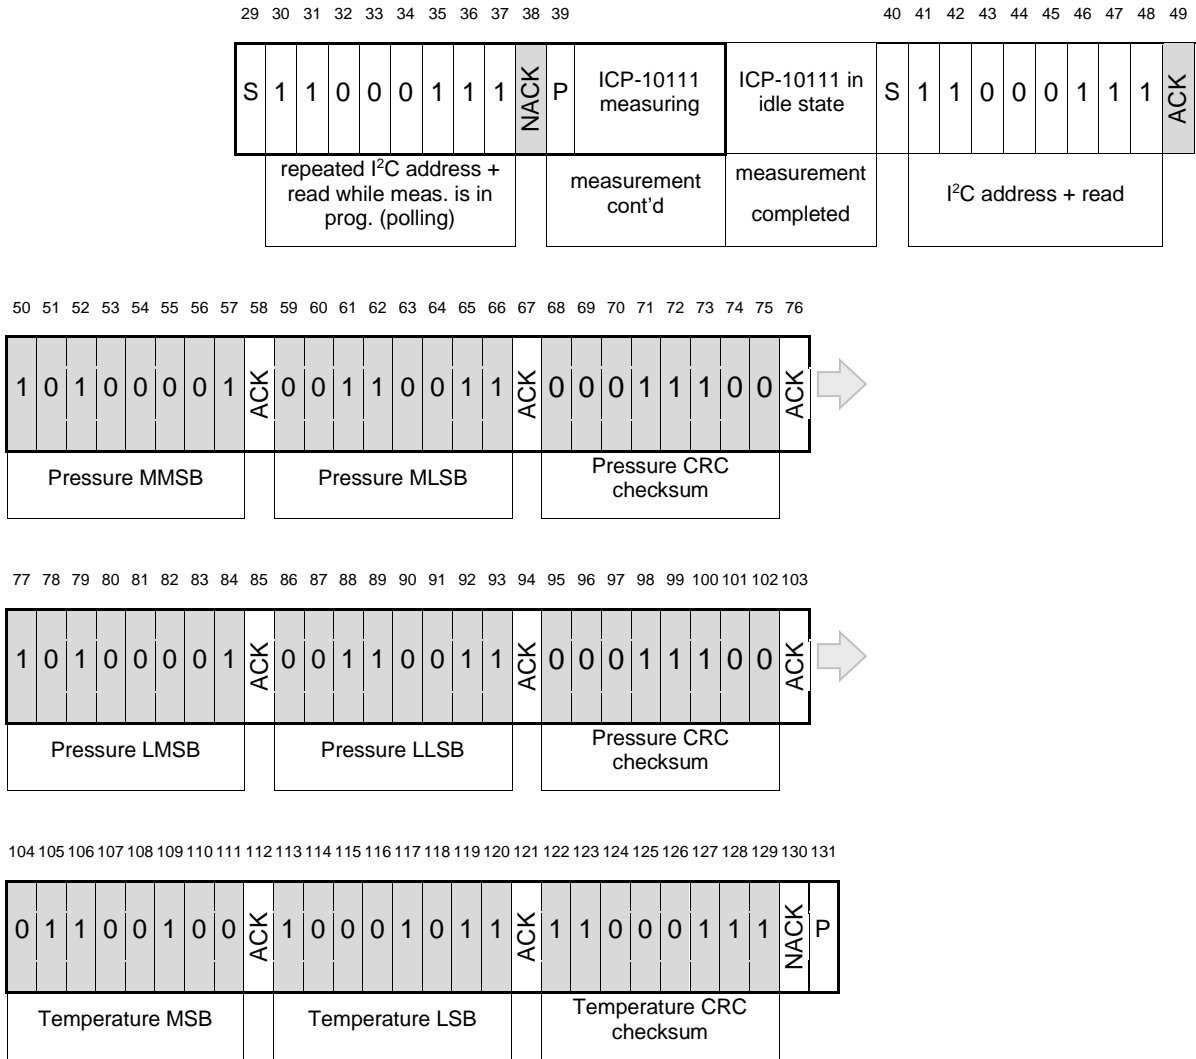 29 30 31 32 33 34 35 36 37 38 39 40 41 42 43 44 45 46 47 48 49
S 1 1 0 0 0 1 1 1 NACK P ICP-10111 measuring ICP-10111 in idle state S 1 1 0 0 0 1 1 1 ACK
repeated I²C address +
read while meas. is in
prog. (polling)
measurement
cont’d
measurement
completed
I²C address + read
50 51 52 53 54 55 56 57 58 59 60 61 62 63 64 65 66 67 68 69 70 71 72 73 74 75 76
1 0 1 0 0 0 0 1 ACK 0 0 1 1 0 0 1 1 ACK 0 0 0 1 1 1 0 0 ACK
Pressure MMSB
Pressure MLSB
Pressure CRC
checksum
77 78 79 80 81 82 83 84 85 86 87 88 89 90 91 92 93 94 95 96 97 98 99 100 101 102 103
1 0 1 0 0 0 0 1 ACK 0 0 1 1 0 0 1 1 ACK 0 0 0 1 1 1 0 0 ACK
Pressure LMSB
Pressure LLSB
Pressure CRC
checksum
104 105 106 107 108 109 110 111 112 113 114 115 116 117 118 119 120 121 122 123 124 125 126 127 128 129 130 131
0 1 1 0 0 1 0 0 ACK 1 0 0 0 1 0 1 1 ACK 1 1 0 0 0 1 1 1 NACK P
Temperature MSB
Temperature LSB
Temperature CRC
checksum